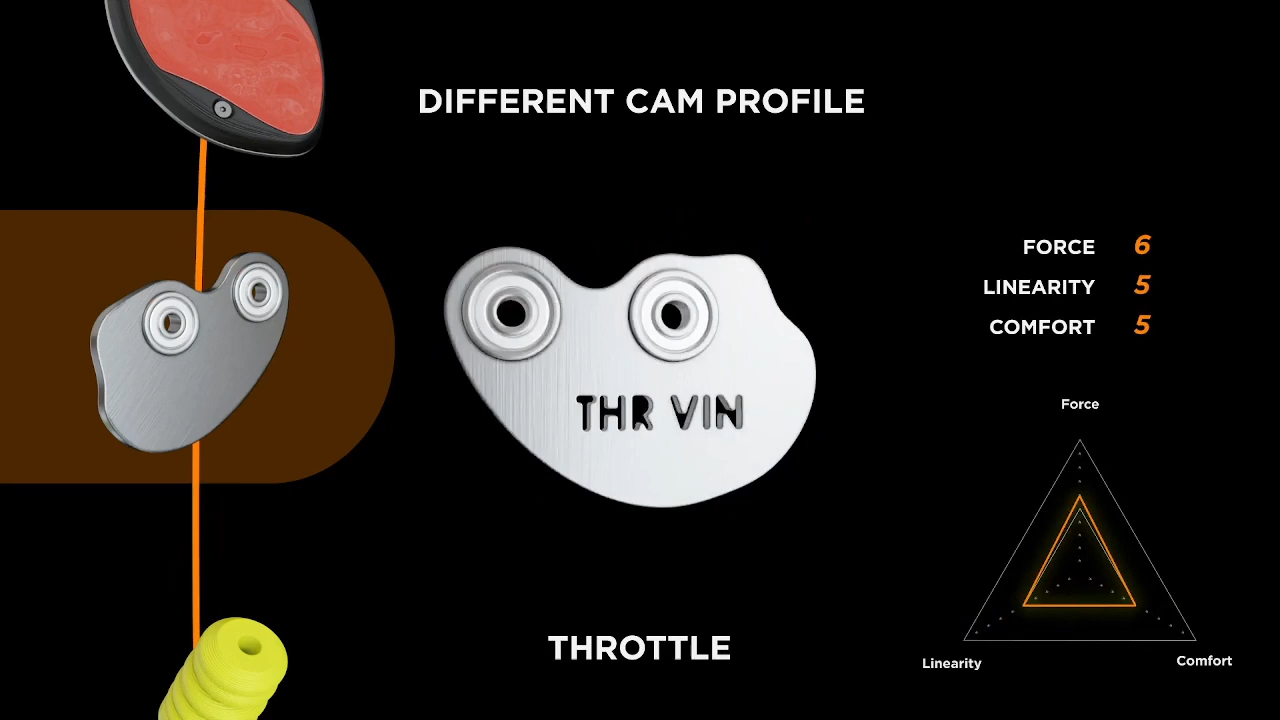 DIFFERENT CAM PROFILE
THR VIN
FORCE 6
LINEARITY 5
COMFORT 5
Force
Linearity
Comfort
THROTTLE